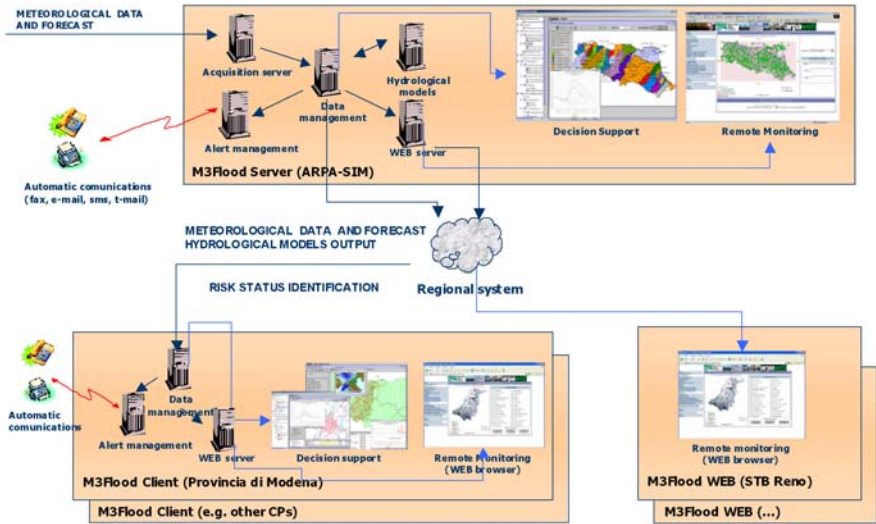 METEOROLOGICAL DATA
AND FORECAST
Acquisition server
Hydrological
models
Data
management
Alert management
WEB server
Decision Support
Remote Monitoring
M3Flood Server (ARPA-SIM)
Automatic comunications
(fax, e-mail, sms, t-mail)
METEOROLOGICAL DATA AND FORECAST
HYDROLOGICAL MODELS OUTPUT
RISK STATUS IDENTIFICATION
Regional system
Automatic
comunications
Data
management
Alert management
WEB server
Decision support
Remote Monitoring
(WEB browser)
M3Flood Client (Provincia di Modena)
M3Flood Client (e.g. other CPs)
Remote monitoring
(WEB browser)
M3Flood WEB (STB Reno)
M3Flood WEB (...)